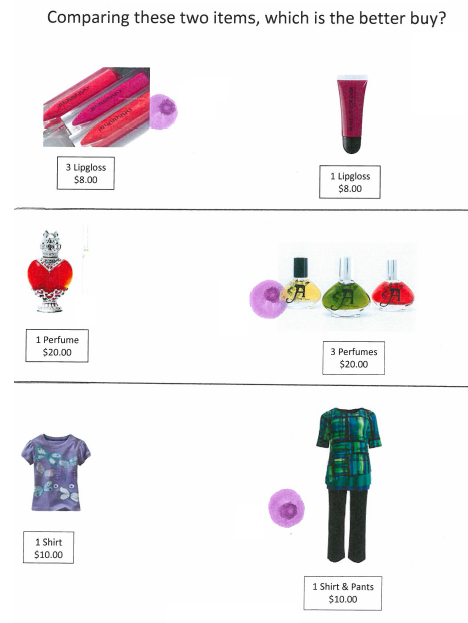 Comparing these two items, which is the better buy?
3 Lipgloss
$8.00
1 Lipgloss
$8.00
1 Perfume
$20.00
3 Perfumes
$20.00
1 Shirt
$10.00
1 Shirt & Pants
$10.00